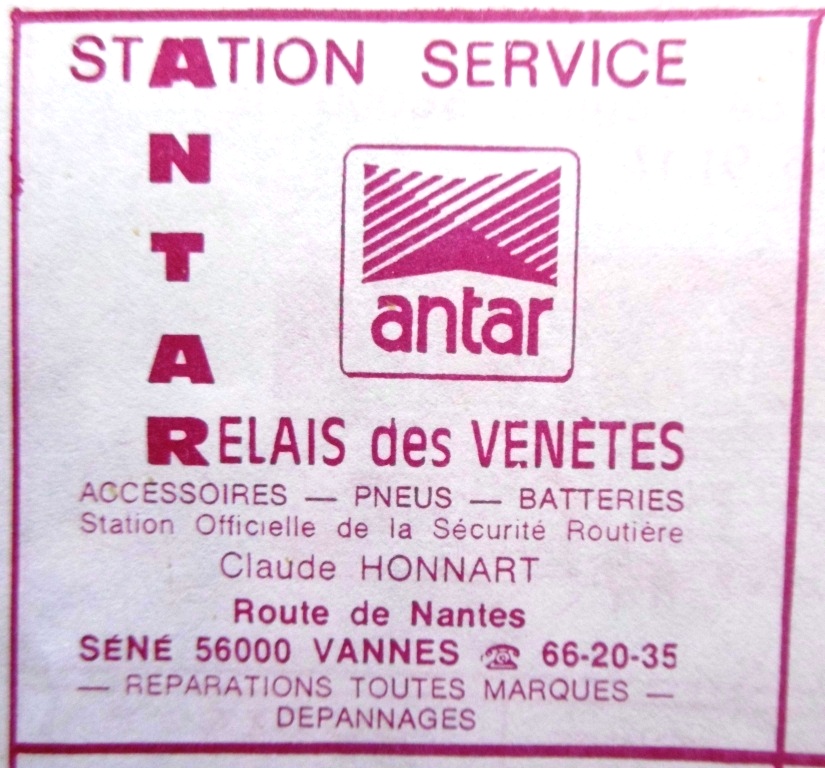 STATION SERVICE
N
T
A
antar
RELAIS des VENÈTES
ACCESSOIRES — PNEUS — BATTERIES
Station Officielle de la Sécurité Routière
Claude HONNART
Route de Nantes
SÉNÉ 56000 VANNES ☎ 66-20-35
— REPARATIONS TOUTES MARQUES —
DEPANNAGES